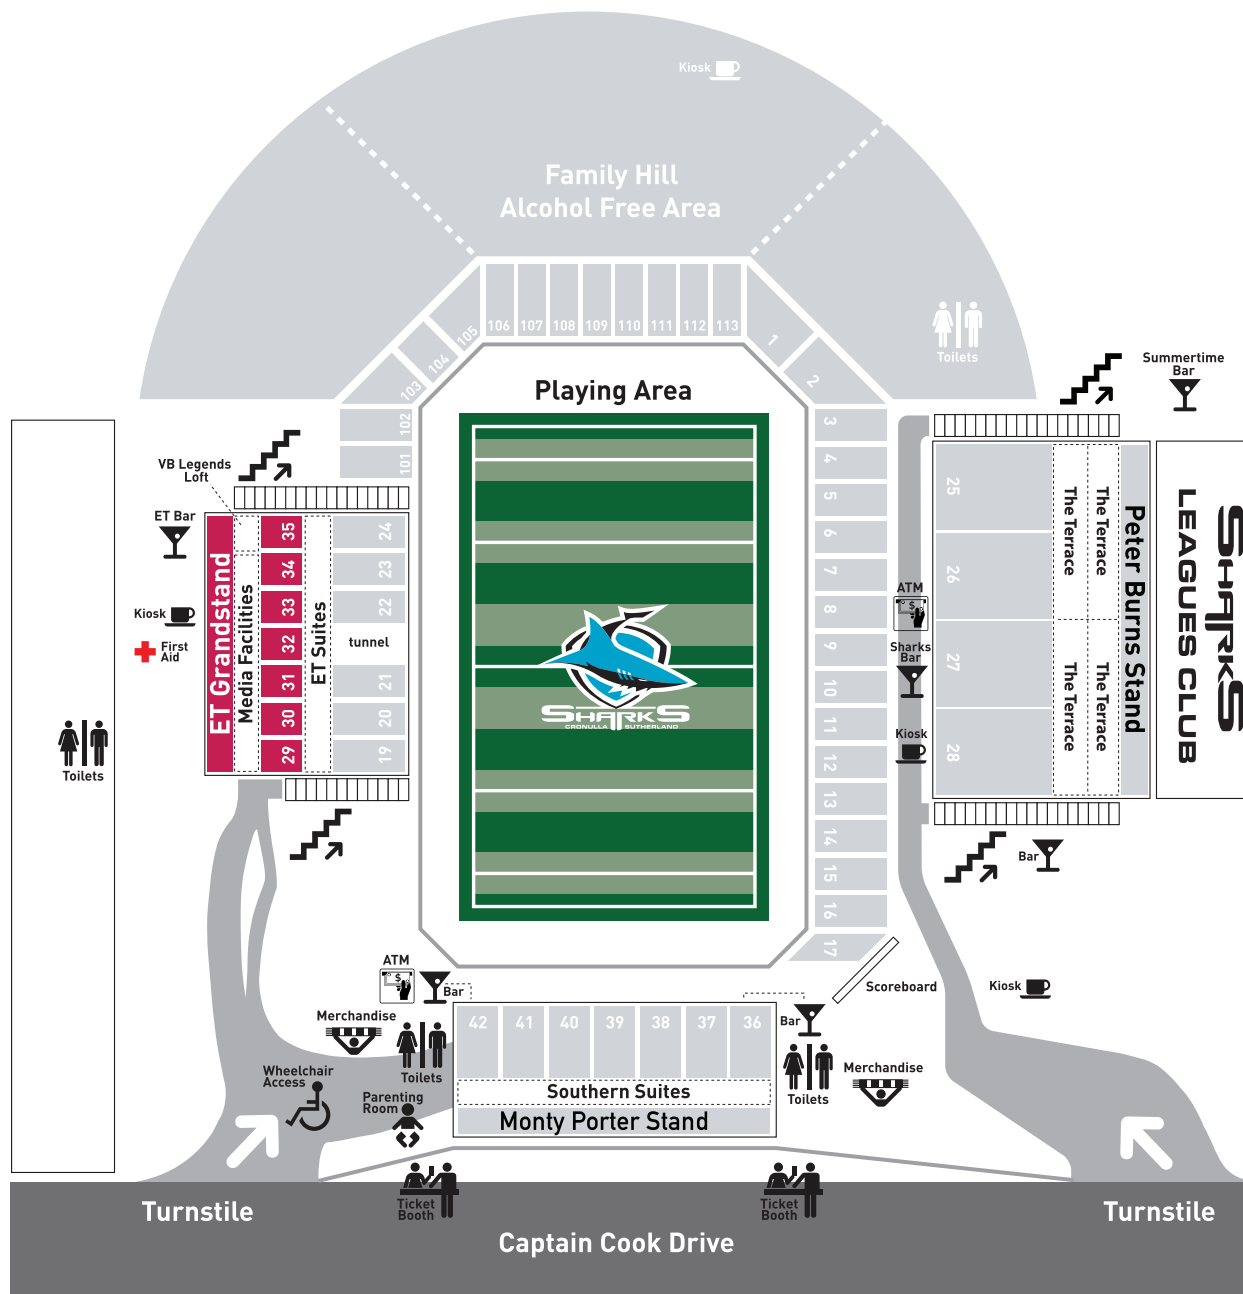 Kiosk
Family Hill
Alcohol Free Area
106
107
108
109
110
111
112
113
105
104
103
102
101
1
2
3
4
5
6
7
8
9
10
11
12
13
14
15
16
17
Toilets
Summertime
Bar
Playing Area
VB Legends
Loft
ET Bar
Kiosk
First
Aid
Toilets
ET Grandstand
Media Facilities
35
34
33
32
31
30
29
ET Suites
24
23
22
tunnel
21
20
19
SHARKS
CRONULLA SUTHERLAND
ATM
$
Sharks
Bar
Kiosk
25
26
27
28
The Terrace
The Terrace
The Terrace
The Terrace
Peter Burns Stand
SHARKS
LEAGUES CLUB
Bar
Kiosk
Scoreboard
ATM
$
Bar
Merchandise
Toilets
Wheelchair
Access
Parenting
Room
42
41
40
39
38
37
36
Southern Suites
Monty Porter Stand
Bar
Toilets
Merchandise
Ticket
Booth
Ticket
Booth
Turnstile
Turnstile
Captain Cook Drive